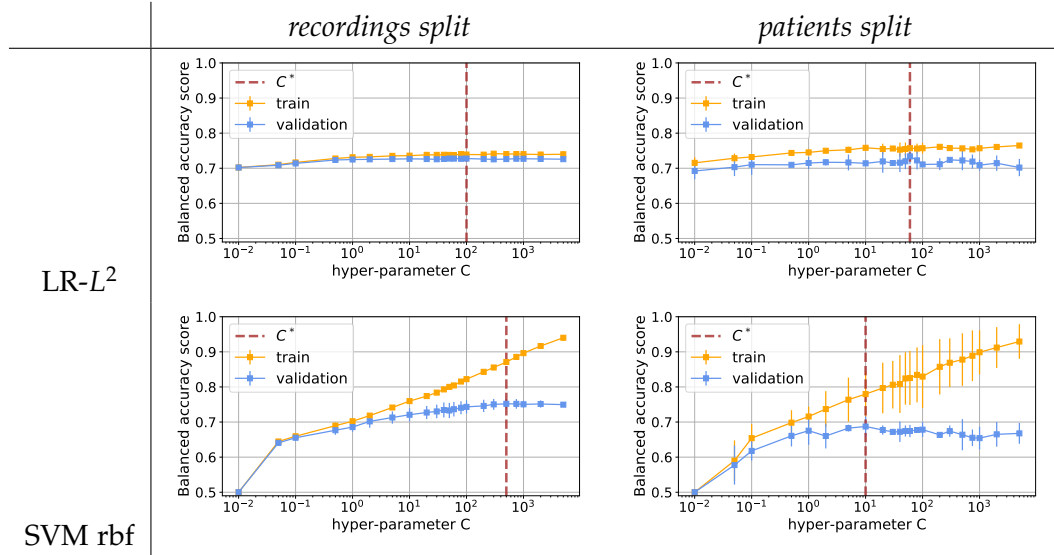 recordings split
patients split
LR-L²
Balanced accuracy score
1.0
0.9
0.8
0.7
0.6
0.5
C*
train
validation
10⁻² 10⁻¹ 10⁰ 10¹ 10² 10³
hyper-parameter C
Balanced accuracy score
1.0
0.9
0.8
0.7
0.6
0.5
C*
train
validation
10⁻² 10⁻¹ 10⁰ 10¹ 10² 10³
hyper-parameter C
SVM rbf
Balanced accuracy score
1.0
0.9
0.8
0.7
0.6
0.5
C*
train
validation
10⁻² 10⁻¹ 10⁰ 10¹ 10² 10³
hyper-parameter C
Balanced accuracy score
1.0
0.9
0.8
0.7
0.6
0.5
C*
train
validation
10⁻² 10⁻¹ 10⁰ 10¹ 10² 10³
hyper-parameter C